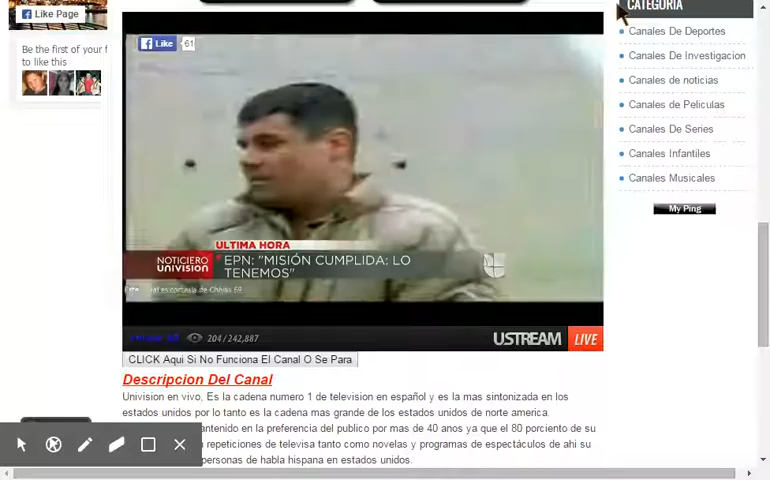 Like Page
Be the first of your f
to like this
Like 61
ULTIMA HORA
NOTICIERO
UNIVISION
EPN: "MISIÓN CUMPLIDA: LO
TENEMOS"
204 / 242,887
USTREAM LIVE
CLICK Aqui Si No Funciona El Canal O Se Para
Descripcion Del Canal
Univision en vivo, Es la cadena numero 1 de television en español y es la mas sintonizada en los
estados unidos por lo tanto es la cadena mas grande de los estados unidos de norte america.
antenido en la preferencia del publico por mas de 40 anos ya que el 80 porciento de su
n repeticiones de televisa tanto como novelas y programas de espectáculos de ahi su
personas de habla hispana en estados unidos.
CATEGORIA
Canales De Deportes
Canales De Investigacion
Canales de noticias
Canales de Peliculas
Canales De Series
Canales Infantiles
Canales Musicales
My Ping